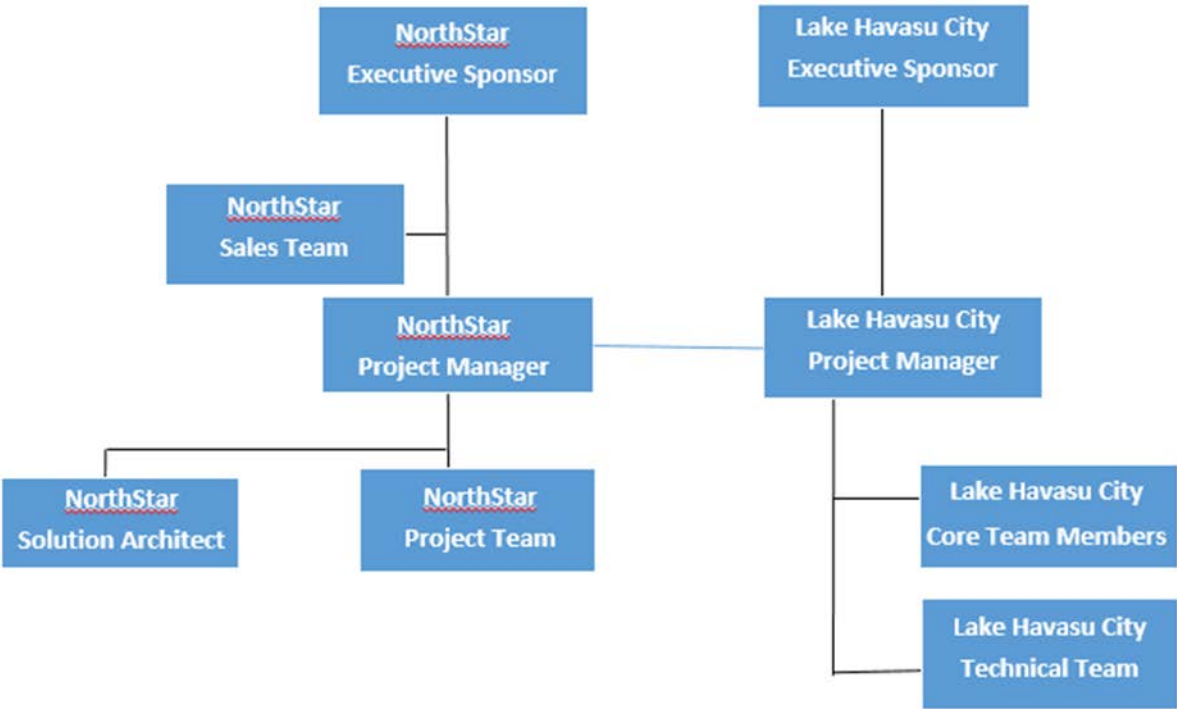 NorthStar
Executive Sponsor
Lake Havasu City
Executive Sponsor
NorthStar
Sales Team
NorthStar
Project Manager
Lake Havasu City
Project Manager
NorthStar
Solution Architect
NorthStar
Project Team
Lake Havasu City
Core Team Members
Lake Havasu City
Technical Team